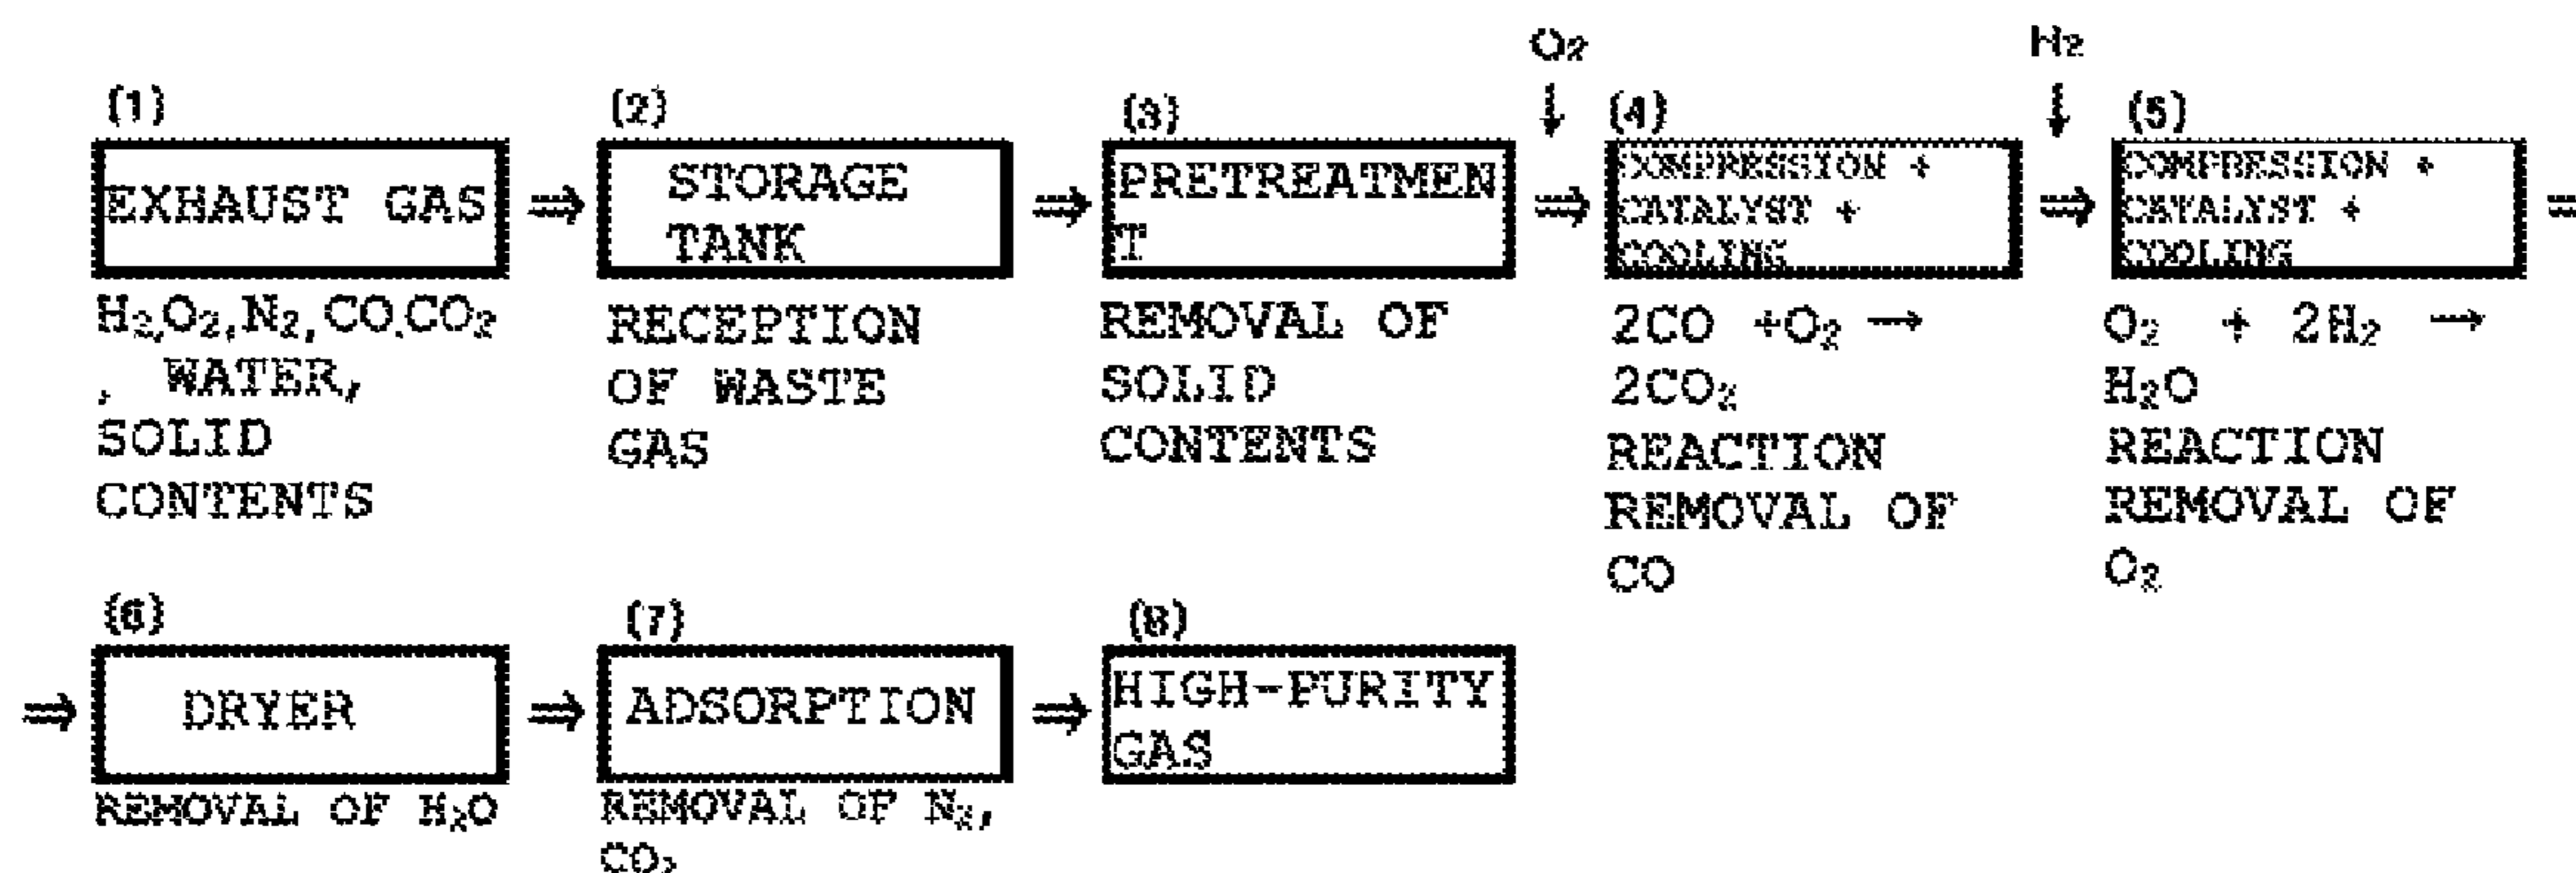 O₂
H₂
(1)
(2)
(3)
(4)
(5)
EXHAUST GAS
⇒
STORAGE
TANK
⇒
PRETREATMEN
T
⇒
COMPRESSION +
CATALYST +
COOLING
⇒
COMPRESSION +
CATALYST +
COOLING
H₂,O₂,N₂,CO,CO₂
, WATER,
SOLID
CONTENTS
RECEPTION
OF WASTE
GAS
REMOVAL OF
SOLID
CONTENTS
2CO +O₂ →
2CO₂
REACTION
REMOVAL OF
CO
O₂ + 2H₂ →
H₂O
REACTION
REMOVAL OF
O₂
(6)
(7)
(8)
⇒
DRYER
⇒
ADSORPTION
⇒
HIGH-PURITY
GAS
REMOVAL OF H₂O
REMOVAL OF N₂,
CO₂